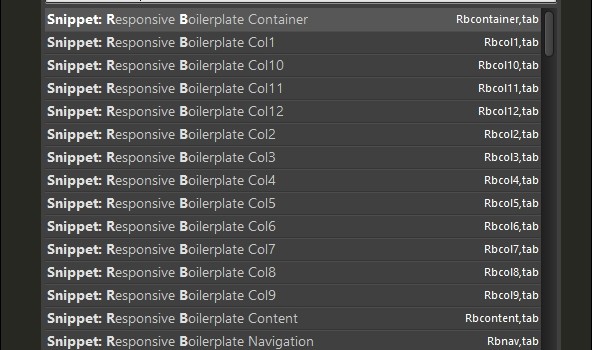 Snippet: Responsive Boilerplate Container Rbcontainer,tab
Snippet: Responsive Boilerplate Col1 Rbcol1,tab
Snippet: Responsive Boilerplate Col10 Rbcol10,tab
Snippet: Responsive Boilerplate Col11 Rbcol11,tab
Snippet: Responsive Boilerplate Col12 Rbcol12,tab
Snippet: Responsive Boilerplate Col2 Rbcol2,tab
Snippet: Responsive Boilerplate Col3 Rbcol3,tab
Snippet: Responsive Boilerplate Col4 Rbcol4,tab
Snippet: Responsive Boilerplate Col5 Rbcol5,tab
Snippet: Responsive Boilerplate Col6 Rbcol6,tab
Snippet: Responsive Boilerplate Col7 Rbcol7,tab
Snippet: Responsive Boilerplate Col8 Rbcol8,tab
Snippet: Responsive Boilerplate Col9 Rbcol9,tab
Snippet: Responsive Boilerplate Content Rbcontent,tab
Snippet: Responsive Boilerplate Navigation Rbnav,tab